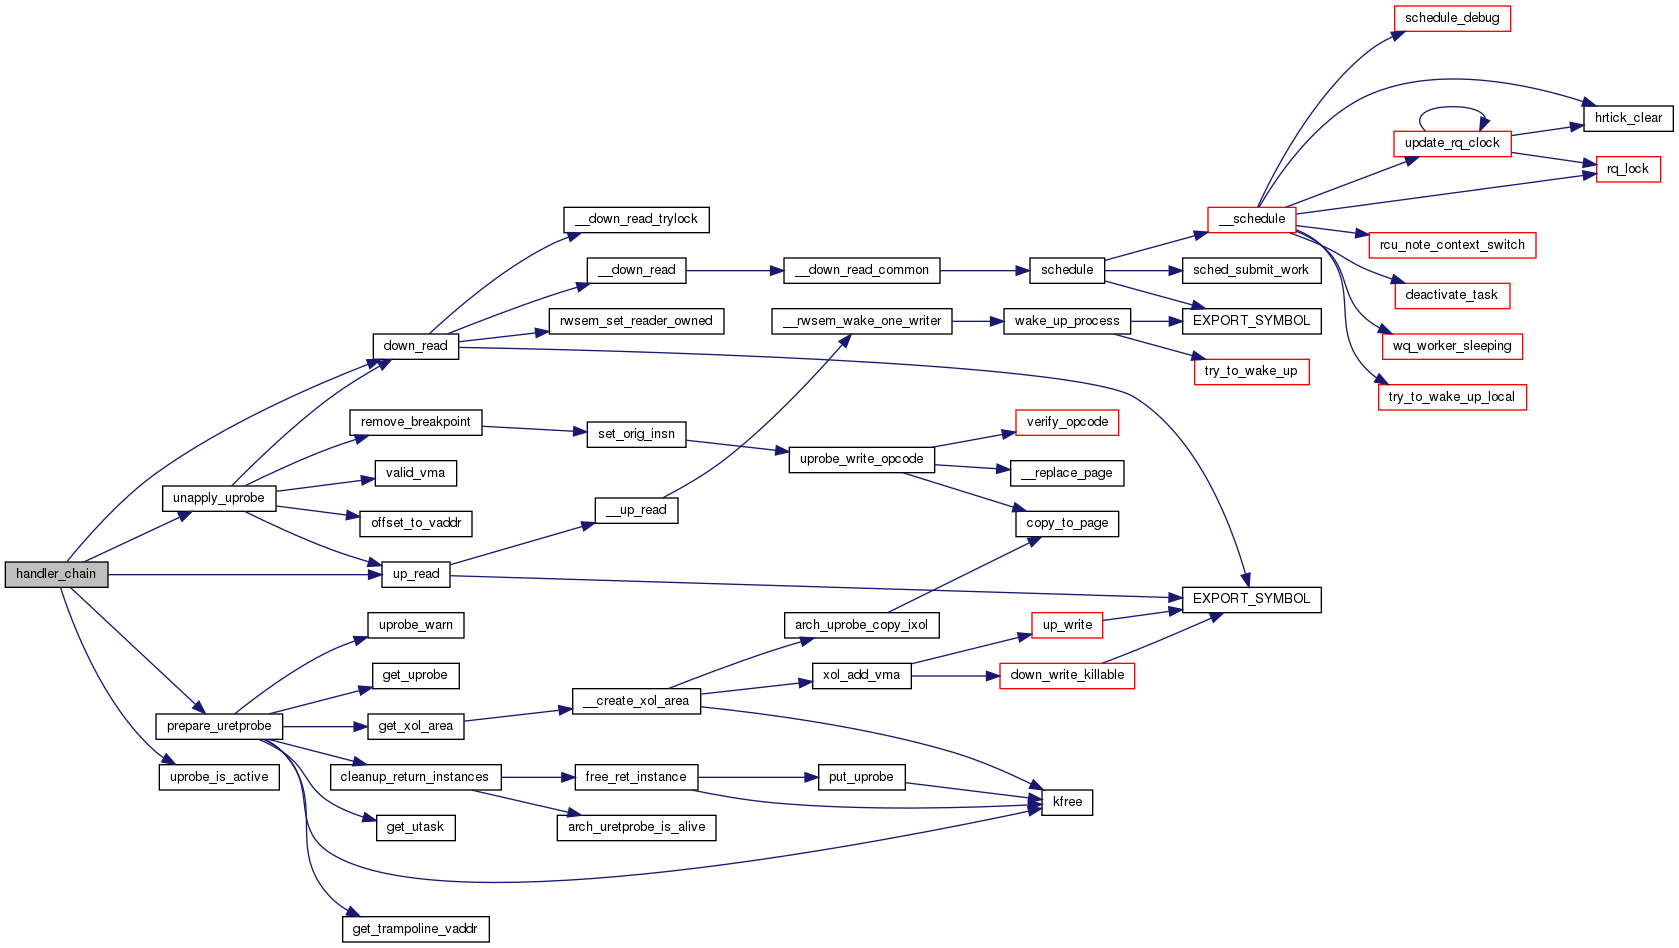 schedule_debug
hrtick_clear
update_rq_clock
rq_lock
__down_read_trylock
__schedule
rcu_note_context_switch
__down_read
__down_read_common
schedule
sched_submit_work
deactivate_task
rwsem_set_reader_owned
__rwsem_wake_one_writer
wake_up_process
EXPORT_SYMBOL
down_read
wq_worker_sleeping
try_to_wake_up
try_to_wake_up_local
remove_breakpoint
set_orig_insn
verify_opcode
uprobe_write_opcode
valid_vma
__replace_page
unapply_uprobe
__up_read
offset_to_vaddr
copy_to_page
handler_chain
up_read
EXPORT_SYMBOL
uprobe_warn
arch_uprobe_copy_ixol
up_write
get_uprobe
xol_add_vma
down_write_killable
__create_xol_area
prepare_uretprobe
get_xol_area
uprobe_is_active
cleanup_return_instances
free_ret_instance
put_uprobe
kfree
get_utask
arch_uretprobe_is_alive
get_trampoline_vaddr